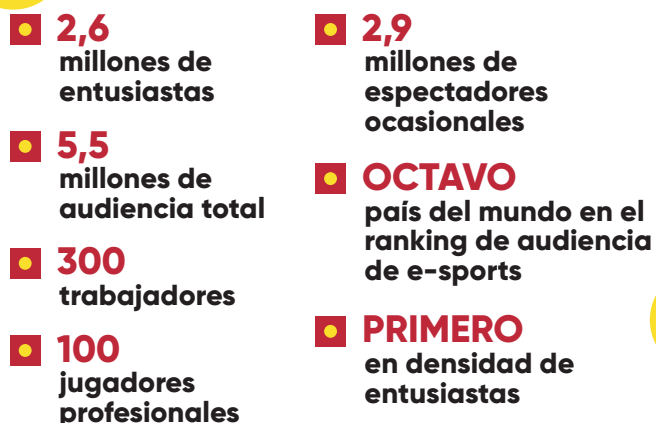 2,6
millones de
entusiastas
5,5
millones de
audiencia total
300
trabajadores
100
jugadores
profesionales
2,9
millones de
espectadores
ocasionales
OCTAVO
país del mundo en el
ranking de audiencia
de e-sports
PRIMERO
en densidad de
entusiastas